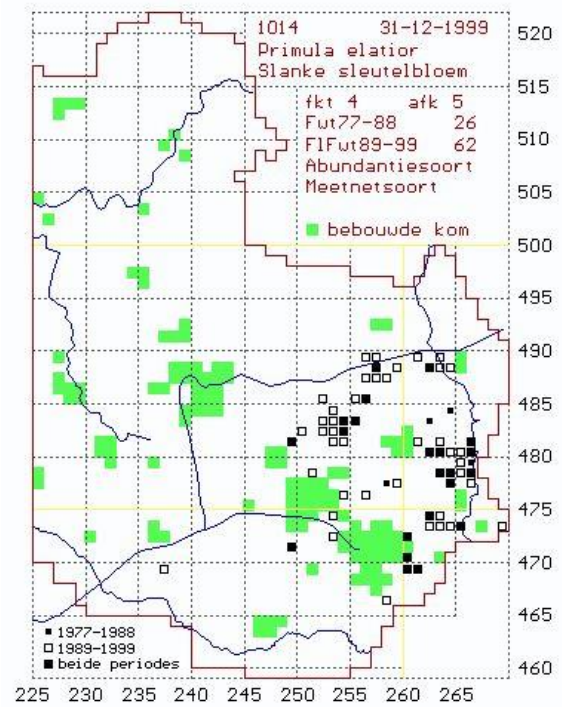 1014 31-12-1999
Primula elatior
Slanke sleutelbloem
fkt 4 afk 5
Fut77-88 26
FlFut89-99 62
Abundantiesoort
Meetnetsoort
bebouwde kom
520
515
510
505
500
495
490
485
480
475
470
465
460
1977-1988
1989-1999
beide periodes
225 230 235 240 245 250 255 260 265